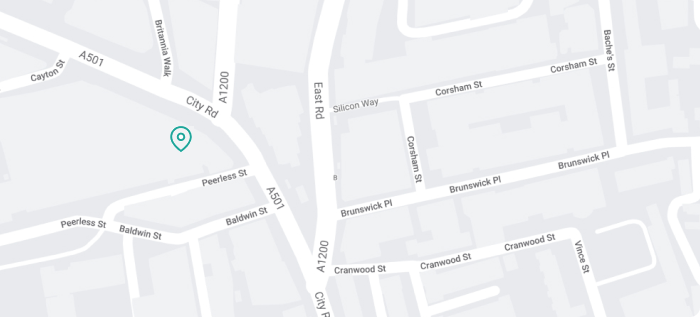 Britannia Walk
Bache's St
A501
Cayton St
City Rd
A1200
East Rd
Silicon Way
Corsham St
Corsham St
Corsham St
Peerless St
A501
Brunswick Pl
Brunswick Pl
Brunswick Pl
Peerless St
Baldwin St
Baldwin St
A1200
Cranwood St
Cranwood St
Cranwood St
Vince St
City R